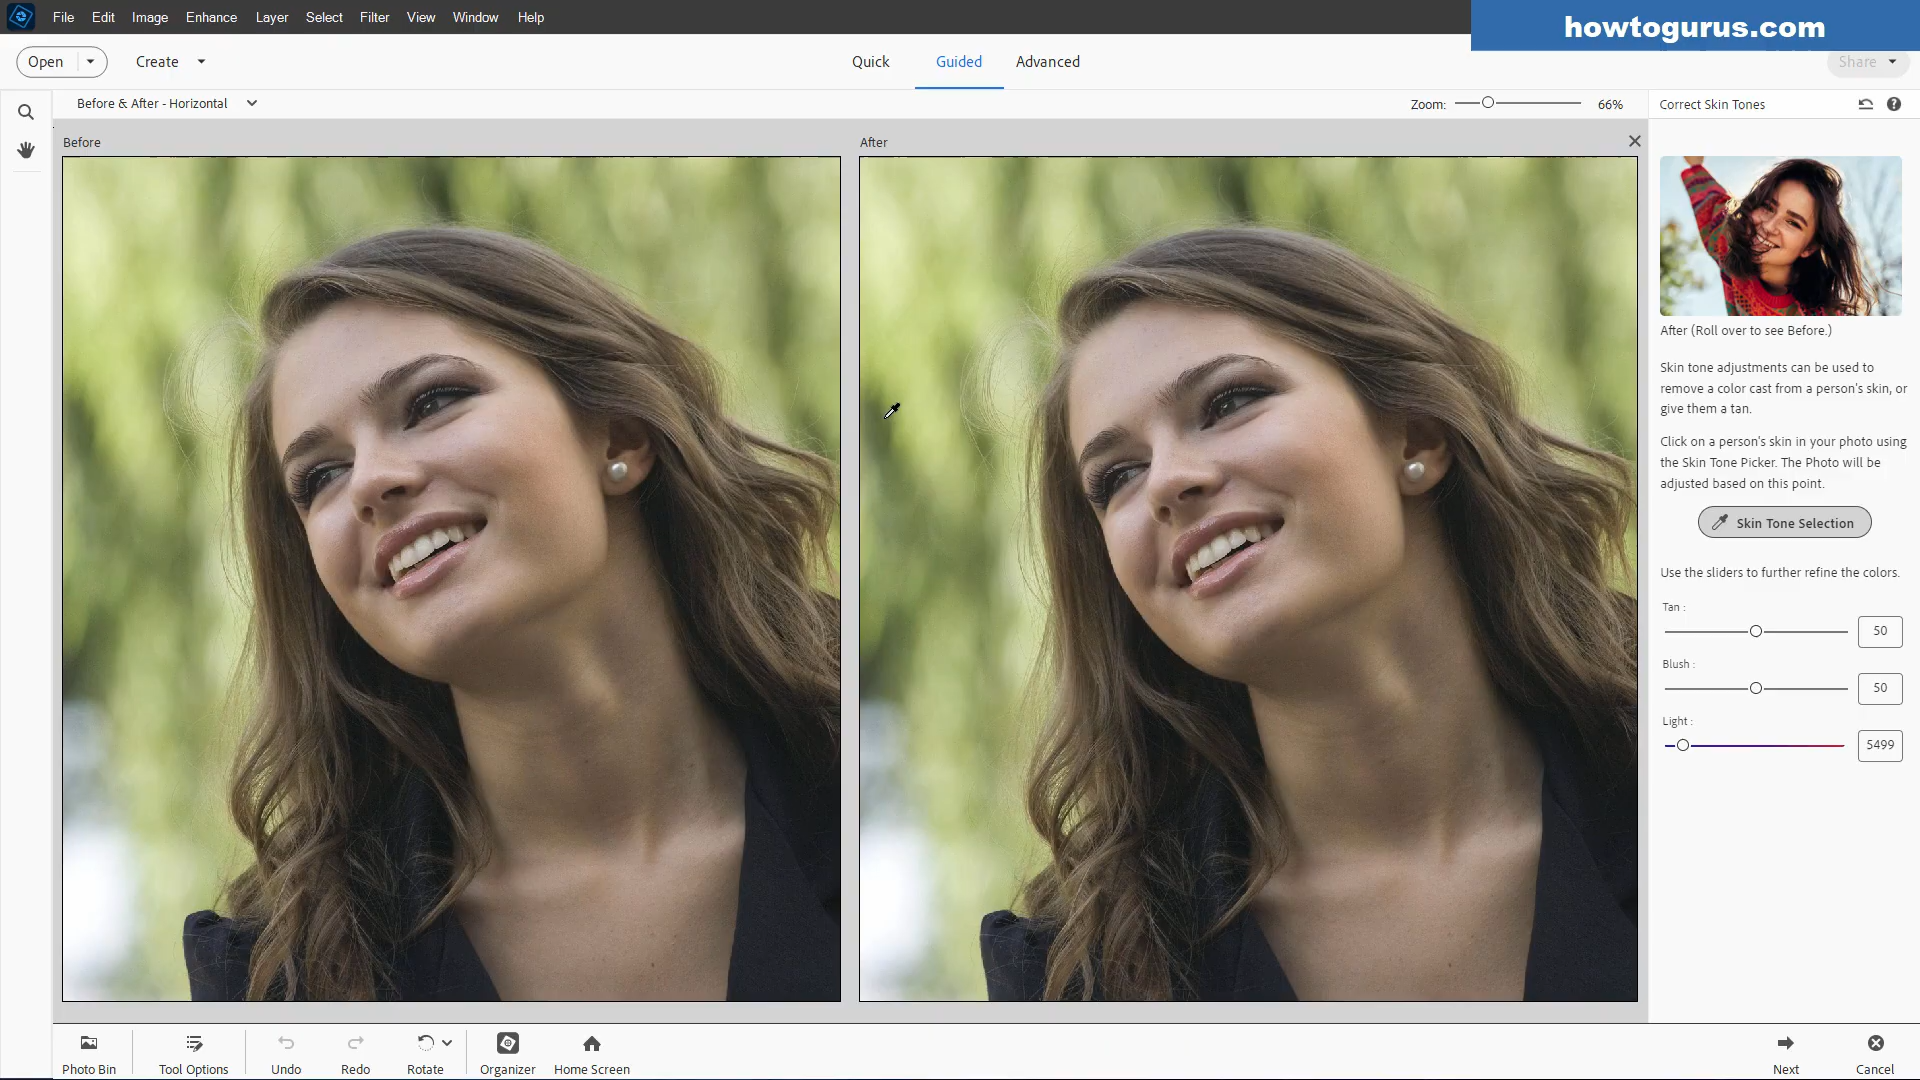 File Edit Image Enhance Layer Select Filter View Window Help
howtogurus.com
Open Create Quick Guided Advanced Share
Before & After - Horizontal Zoom: 66% Correct Skin Tones
Before After
After (Roll over to see Before.)
Skin tone adjustments can be used to
remove a color cast from a person's skin, or
give them a tan.
Click on a person's skin in your photo using
the Skin Tone Picker. The Photo will be
adjusted based on this point.
Skin Tone Selection
Use the sliders to further refine the colors.
Tan :
50
Blush :
50
Light :
5499
Photo Bin Tool Options Undo Redo Rotate Organizer Home Screen Next Cancel